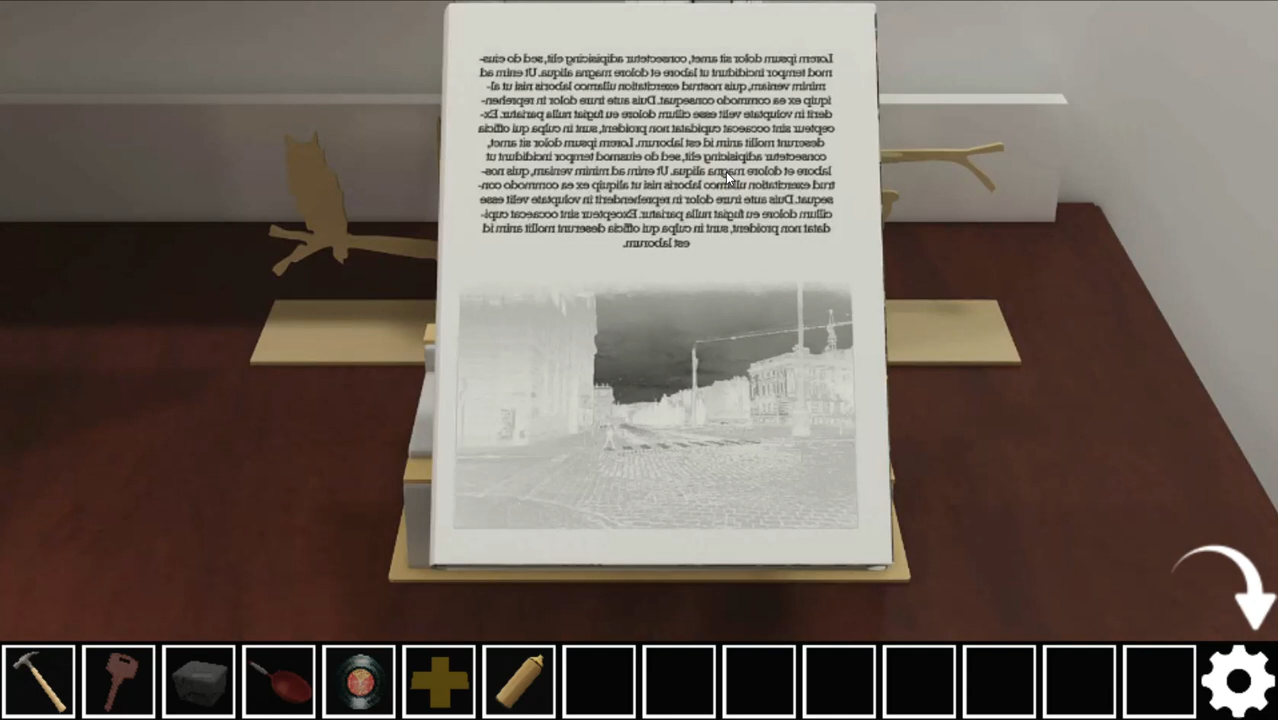 Lorem ipsum dolor sit amet, consectetur adipisicing elit, sed do eius-
mod tempor incididunt ut labore et dolore magna aliqua. Ut enim ad
minim veniam, quis nostrud exercitation ullamco laboris nisi ut al-
iquip ex ea commodo consequat. Duis aute irure dolor in reprehen-
derit in voluptate velit esse cillum dolore eu fugiat nulla pariatur. Ex-
cepteur sint occaecat cupidatat non proident, sunt in culpa qui officia
deserunt mollit anim id est laborum. Lorem ipsum dolor sit amet,
consectetur adipisicing elit, sed do eiusmod tempor incididunt ut
labore et dolore magna aliqua. Ut enim ad minim veniam, quis nos-
trud exercitation ullamco laboris nisi ut aliquip ex ea commodo con-
sequat. Duis aute irure dolor in reprehenderit in voluptate velit esse
cillum dolore eu fugiat nulla pariatur. Excepteur sint occaecat cupi-
datat non proident, sunt in culpa qui officia deserunt mollit anim id
est laborum.